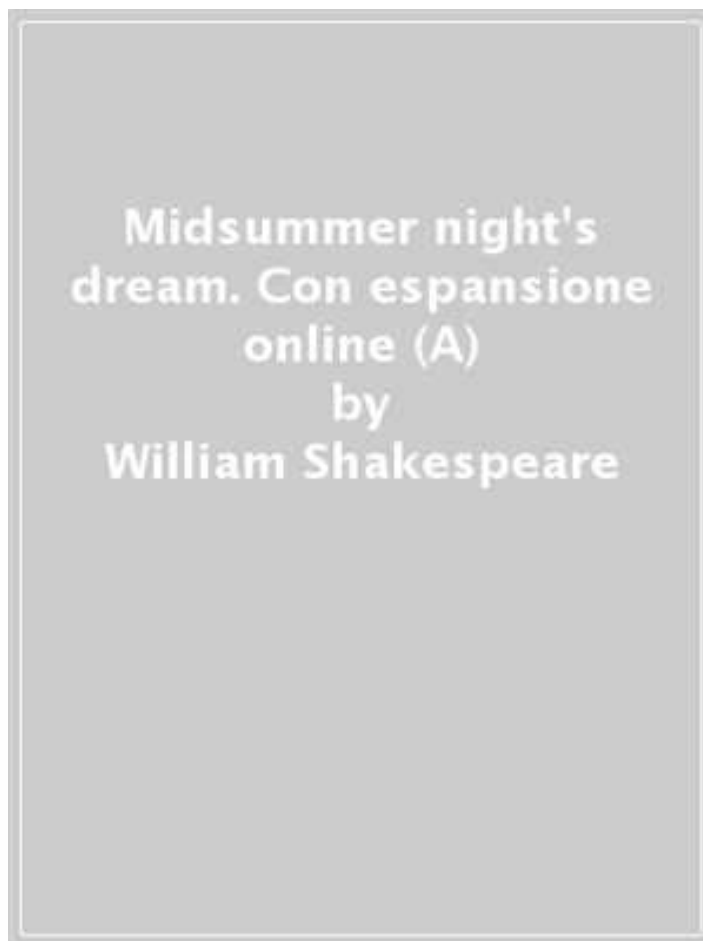 Midsummer night's
dream. Con espansione
online (A)
by
William Shakespeare